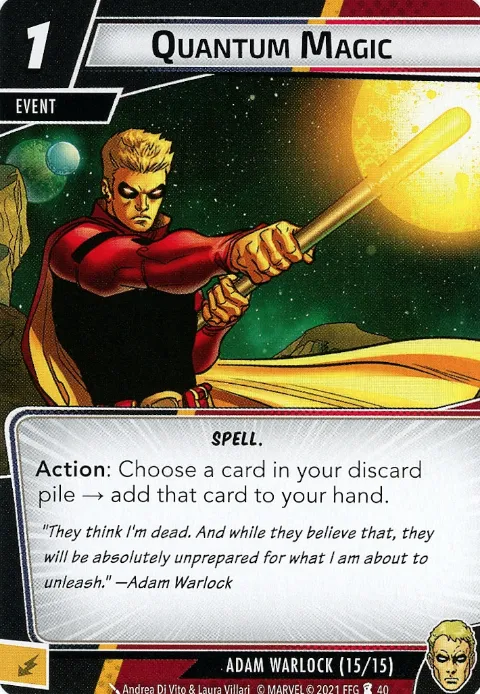 1
QUANTUM MAGIC
EVENT
SPELL.
Action: Choose a card in your discard
pile → add that card to your hand.
"They think I'm dead. And while they believe that, they
will be absolutely unprepared for what I am about to
unleash." —Adam Warlock
ADAM WARLOCK (15/15)
Andrea Di Vito & Laura Villari © MARVEL © 2021 FFG 40